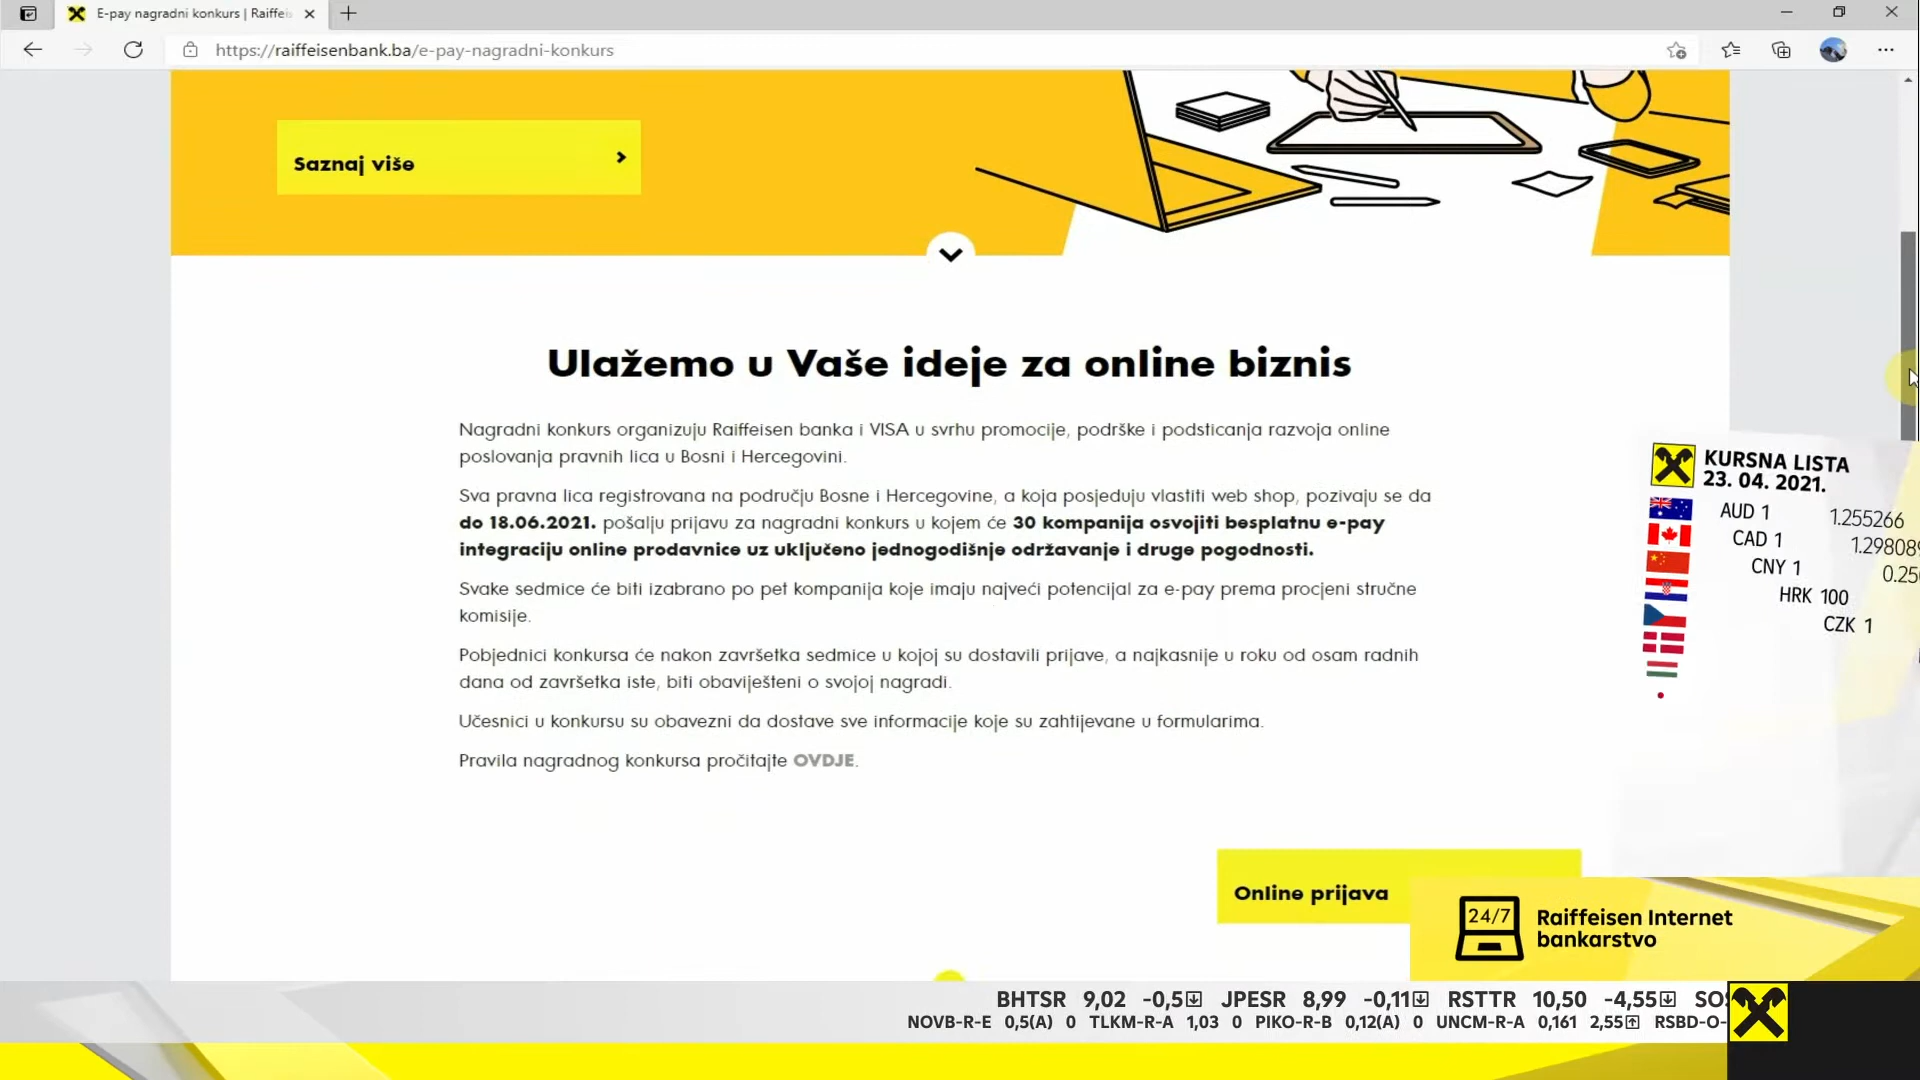 E-pay nagradni konkurs | Raiffeis
https://raiffeisenbank.ba/e-pay-nagradni-konkurs
Saznaj više
Ulažemo u Vaše ideje za online biznis
Nagradni konkurs organizuju Raiffeisen banka i VISA u svrhu promocije, podrške i podsticanja razvoja online
poslovanja pravnih lica u Bosni i Hercegovini.
Sva pravna lica registrovana na području Bosne i Hercegovine, a koja posjeduju vlastiti web shop, pozivaju se da
do 18.06.2021. pošalju prijavu za nagradni konkurs u kojem će 30 kompanija osvojiti besplatnu e-pay
integraciju online prodavnice uz uključeno jednogodišnje održavanje i druge pogodnosti.
Svake sedmice će biti izabrano po pet kompanija koje imaju najveći potencijal za e-pay prema procjeni stručne
komisije.
Pobjednici konkursa će nakon završetka sedmice u kojoj su dostavili prijave, a najkasnije u roku od osam radnih
dana od završetka iste, biti obaviješteni o svojoj nagradi.
Učesnici u konkursu su obavezni da dostave sve informacije koje su zahtijevane u formularima.
Pravila nagradnog konkursa pročitajte OVDJE.
Online prijava
KURSNA LISTA
23. 04. 2021.
AUD 1 1.255266
CAD 1 1.298089
CNY 1 0.25
HRK 100
CZK 1
24/7
Raiffeisen Internet
bankarstvo
BHTSR 9,02 -0,5 JPESR 8,99 -0,11 RSTTR 10,50 -4,55 SO
NOVB-R-E 0,5(A) 0 TLKM-R-A 1,03 0 PIKO-R-B 0,12(A) 0 UNCM-R-A 0,161 2,55 RSBD-O-